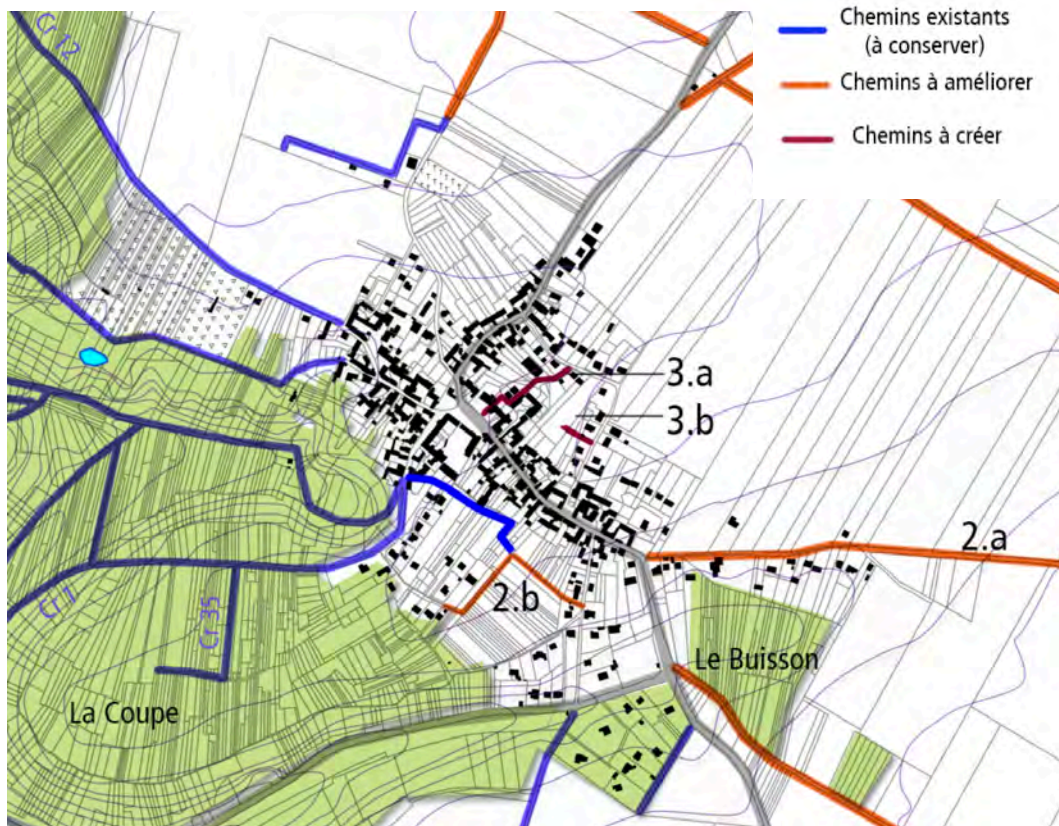 Chemins existants
(à conserver)
Chemins à améliorer
Chemins à créer
Cr 12
3.a
3.b
2.a
2.b
Cr 1
Cr 35
Le Buisson
La Coupe